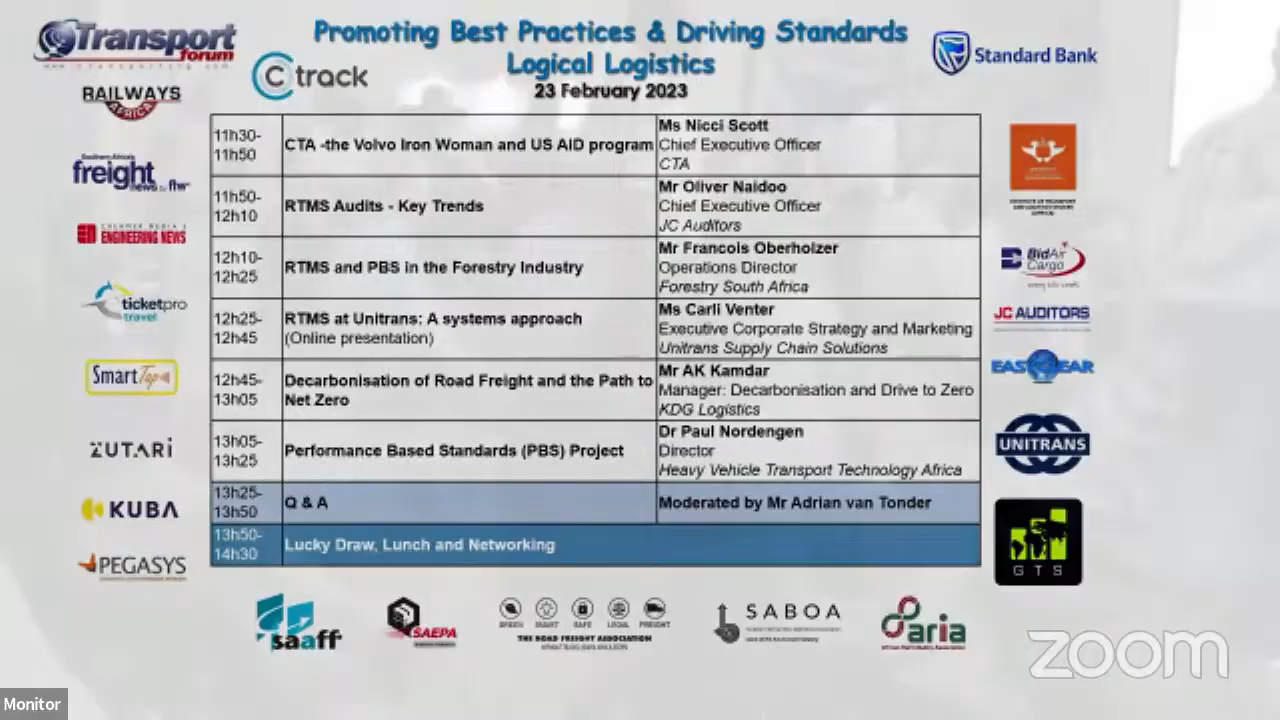 Transport
forum
Promoting Best Practices & Driving Standards
Logical Logistics
23 February 2023
Ctrack
Standard Bank
RAILWAYS
AFRICA
freight
news
ftw
ENGINEERING NEWS
ticketpro
travel
Smart Tap
ZUTARI
KUBA
PEGASYS
11h30-
11h50
CTA -the Volvo Iron Woman and US AID program
Ms Nicci Scott
Chief Executive Officer
CTA
11h50-
12h10
RTMS Audits - Key Trends
Mr Oliver Naidoo
Chief Executive Officer
JC Auditors
12h10-
12h25
RTMS and PBS in the Forestry Industry
Mr Francois Oberholzer
Operations Director
Forestry South Africa
12h25-
12h45
RTMS at Unitrans: A systems approach
(Online presentation)
Ms Carli Venter
Executive Corporate Strategy and Marketing
Unitrans Supply Chain Solutions
12h45-
13h05
Decarbonisation of Road Freight and the Path to
Net Zero
Mr AK Kamdar
Manager: Decarbonisation and Drive to Zero
KDG Logistics
13h05-
13h25
Performance Based Standards (PBS) Project
Dr Paul Nordengen
Director
Heavy Vehicle Transport Technology Africa
13h25-
13h50
Q & A
Moderated by Mr Adrian van Tonder
13h50-
14h30
Lucky Draw, Lunch and Networking
BidAir
Cargo
JC AUDITORS
UNITRANS
GTS
saaff
SAEPA
GREEN SMART SAFE LEGAL FREIGHT
THE ROAD FREIGHT ASSOCIATION
SABOA
aria
zoom
Monitor